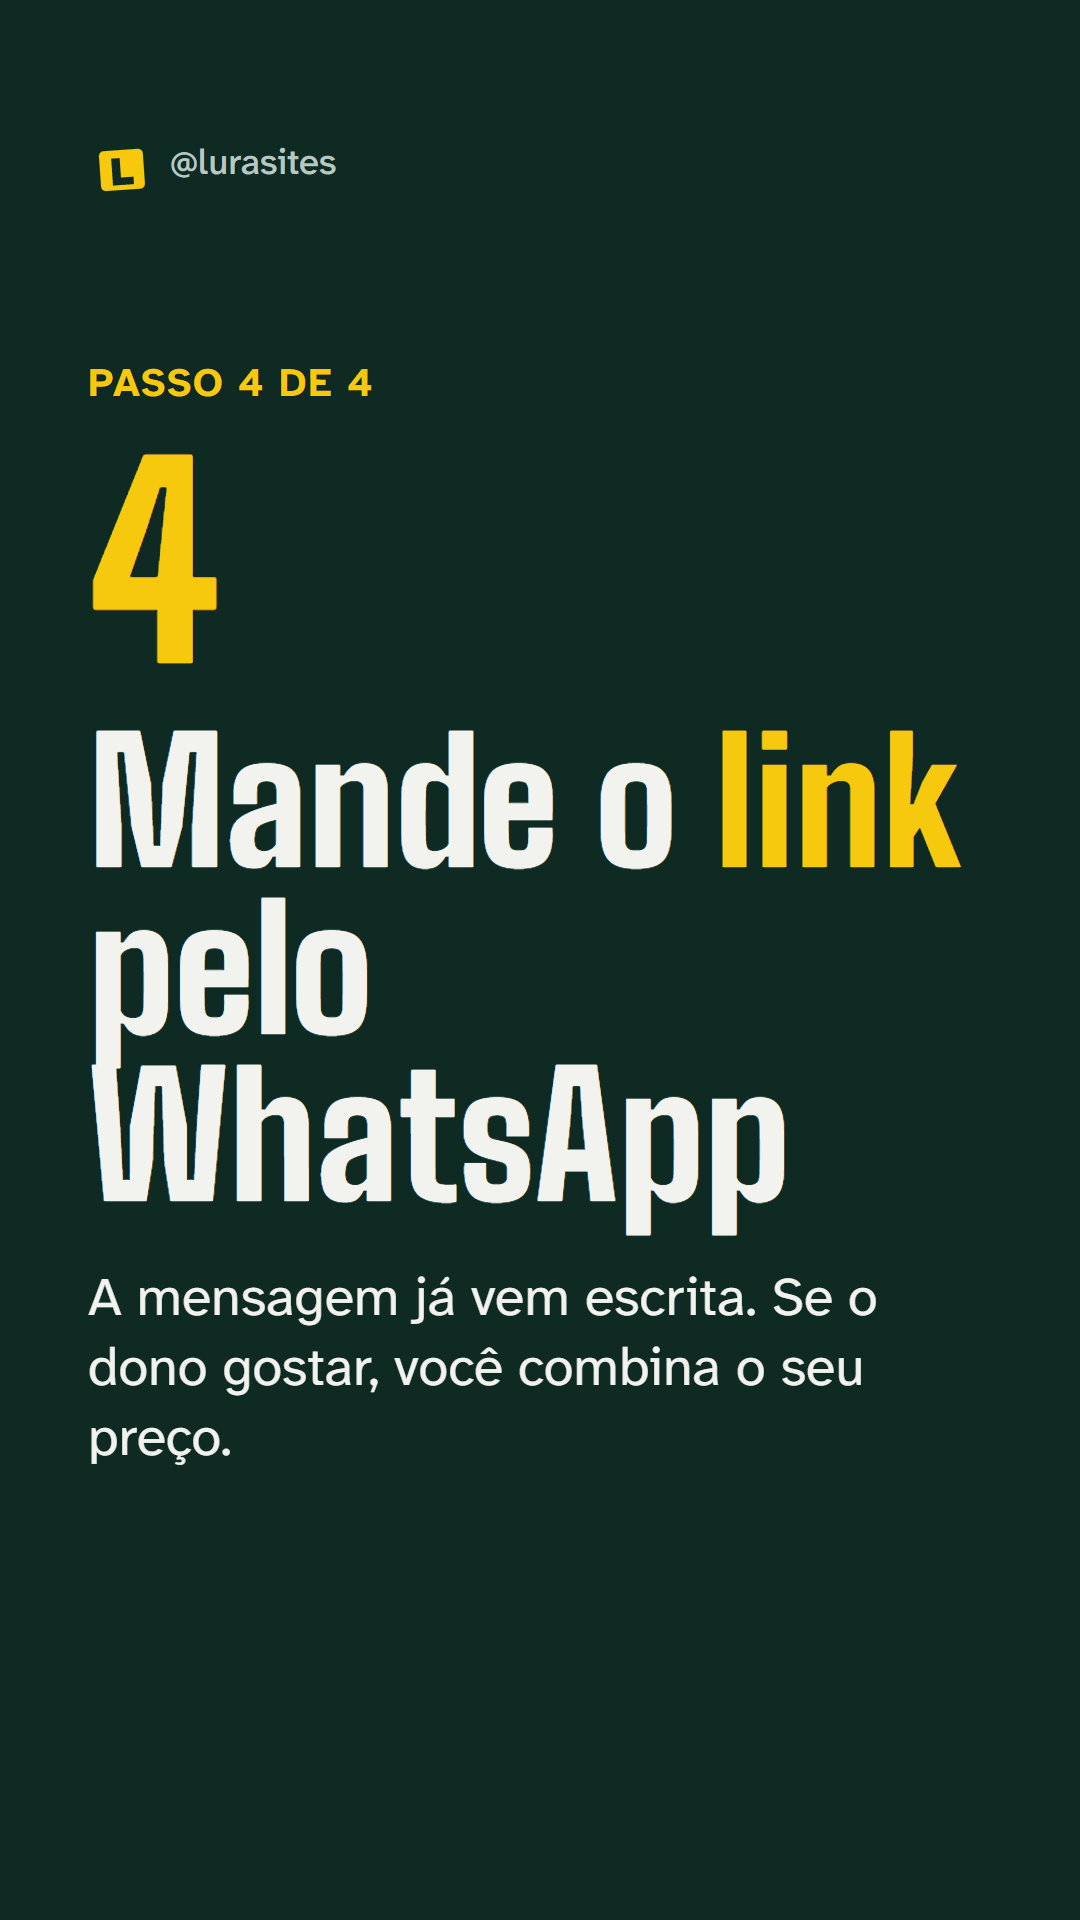 L @lurasites
PASSO 4 DE 4
4
Mande o link
pelo
WhatsApp
A mensagem já vem escrita. Se o
dono gostar, você combina o seu
preço.